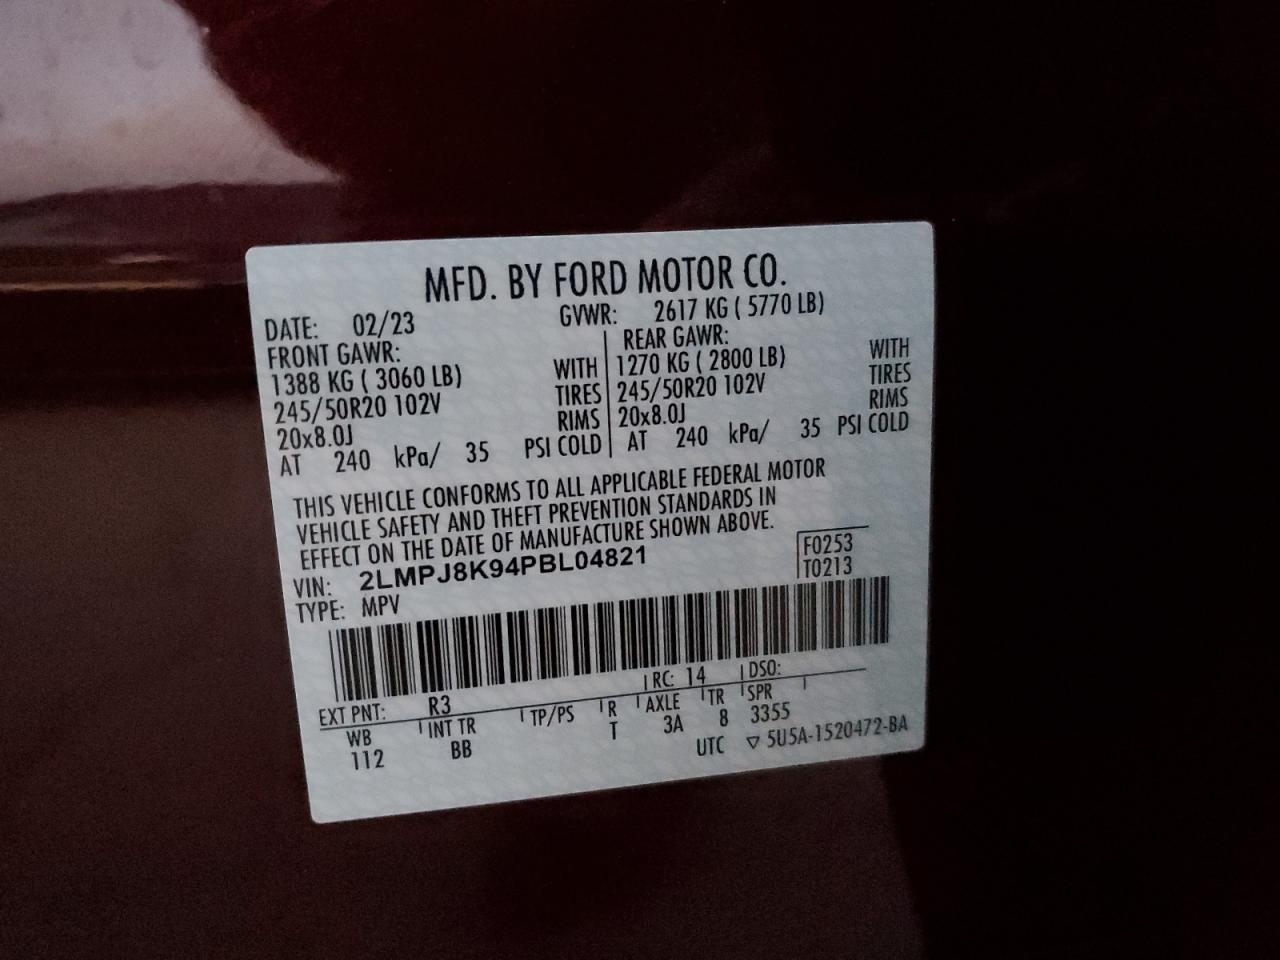 MFD. BY FORD MOTOR CO.
DATE: 02/23 GVWR: 2617 KG ( 5770 LB)
FRONT GAWR: REAR GAWR:
1388 KG ( 3060 LB) WITH 1270 KG ( 2800 LB) WITH
245/50R20 102V TIRES 245/50R20 102V TIRES
20x8.0J RIMS 20x8.0J RIMS
AT 240 kPa/ 35 PSI COLD AT 240 kPa/ 35 PSI COLD
THIS VEHICLE CONFORMS TO ALL APPLICABLE FEDERAL MOTOR
VEHICLE SAFETY AND THEFT PREVENTION STANDARDS IN
EFFECT ON THE DATE OF MANUFACTURE SHOWN ABOVE.
VIN: 2LMPJ8K94PBL04821 F0253
TYPE: MPV T0213
EXT PNT: R3 RC: 14 DSO:
WB INT TR TP/PS R AXLE TR SPR
112 BB T 3A 8 3355
UTC ▽ 5U5A-1520472-BA